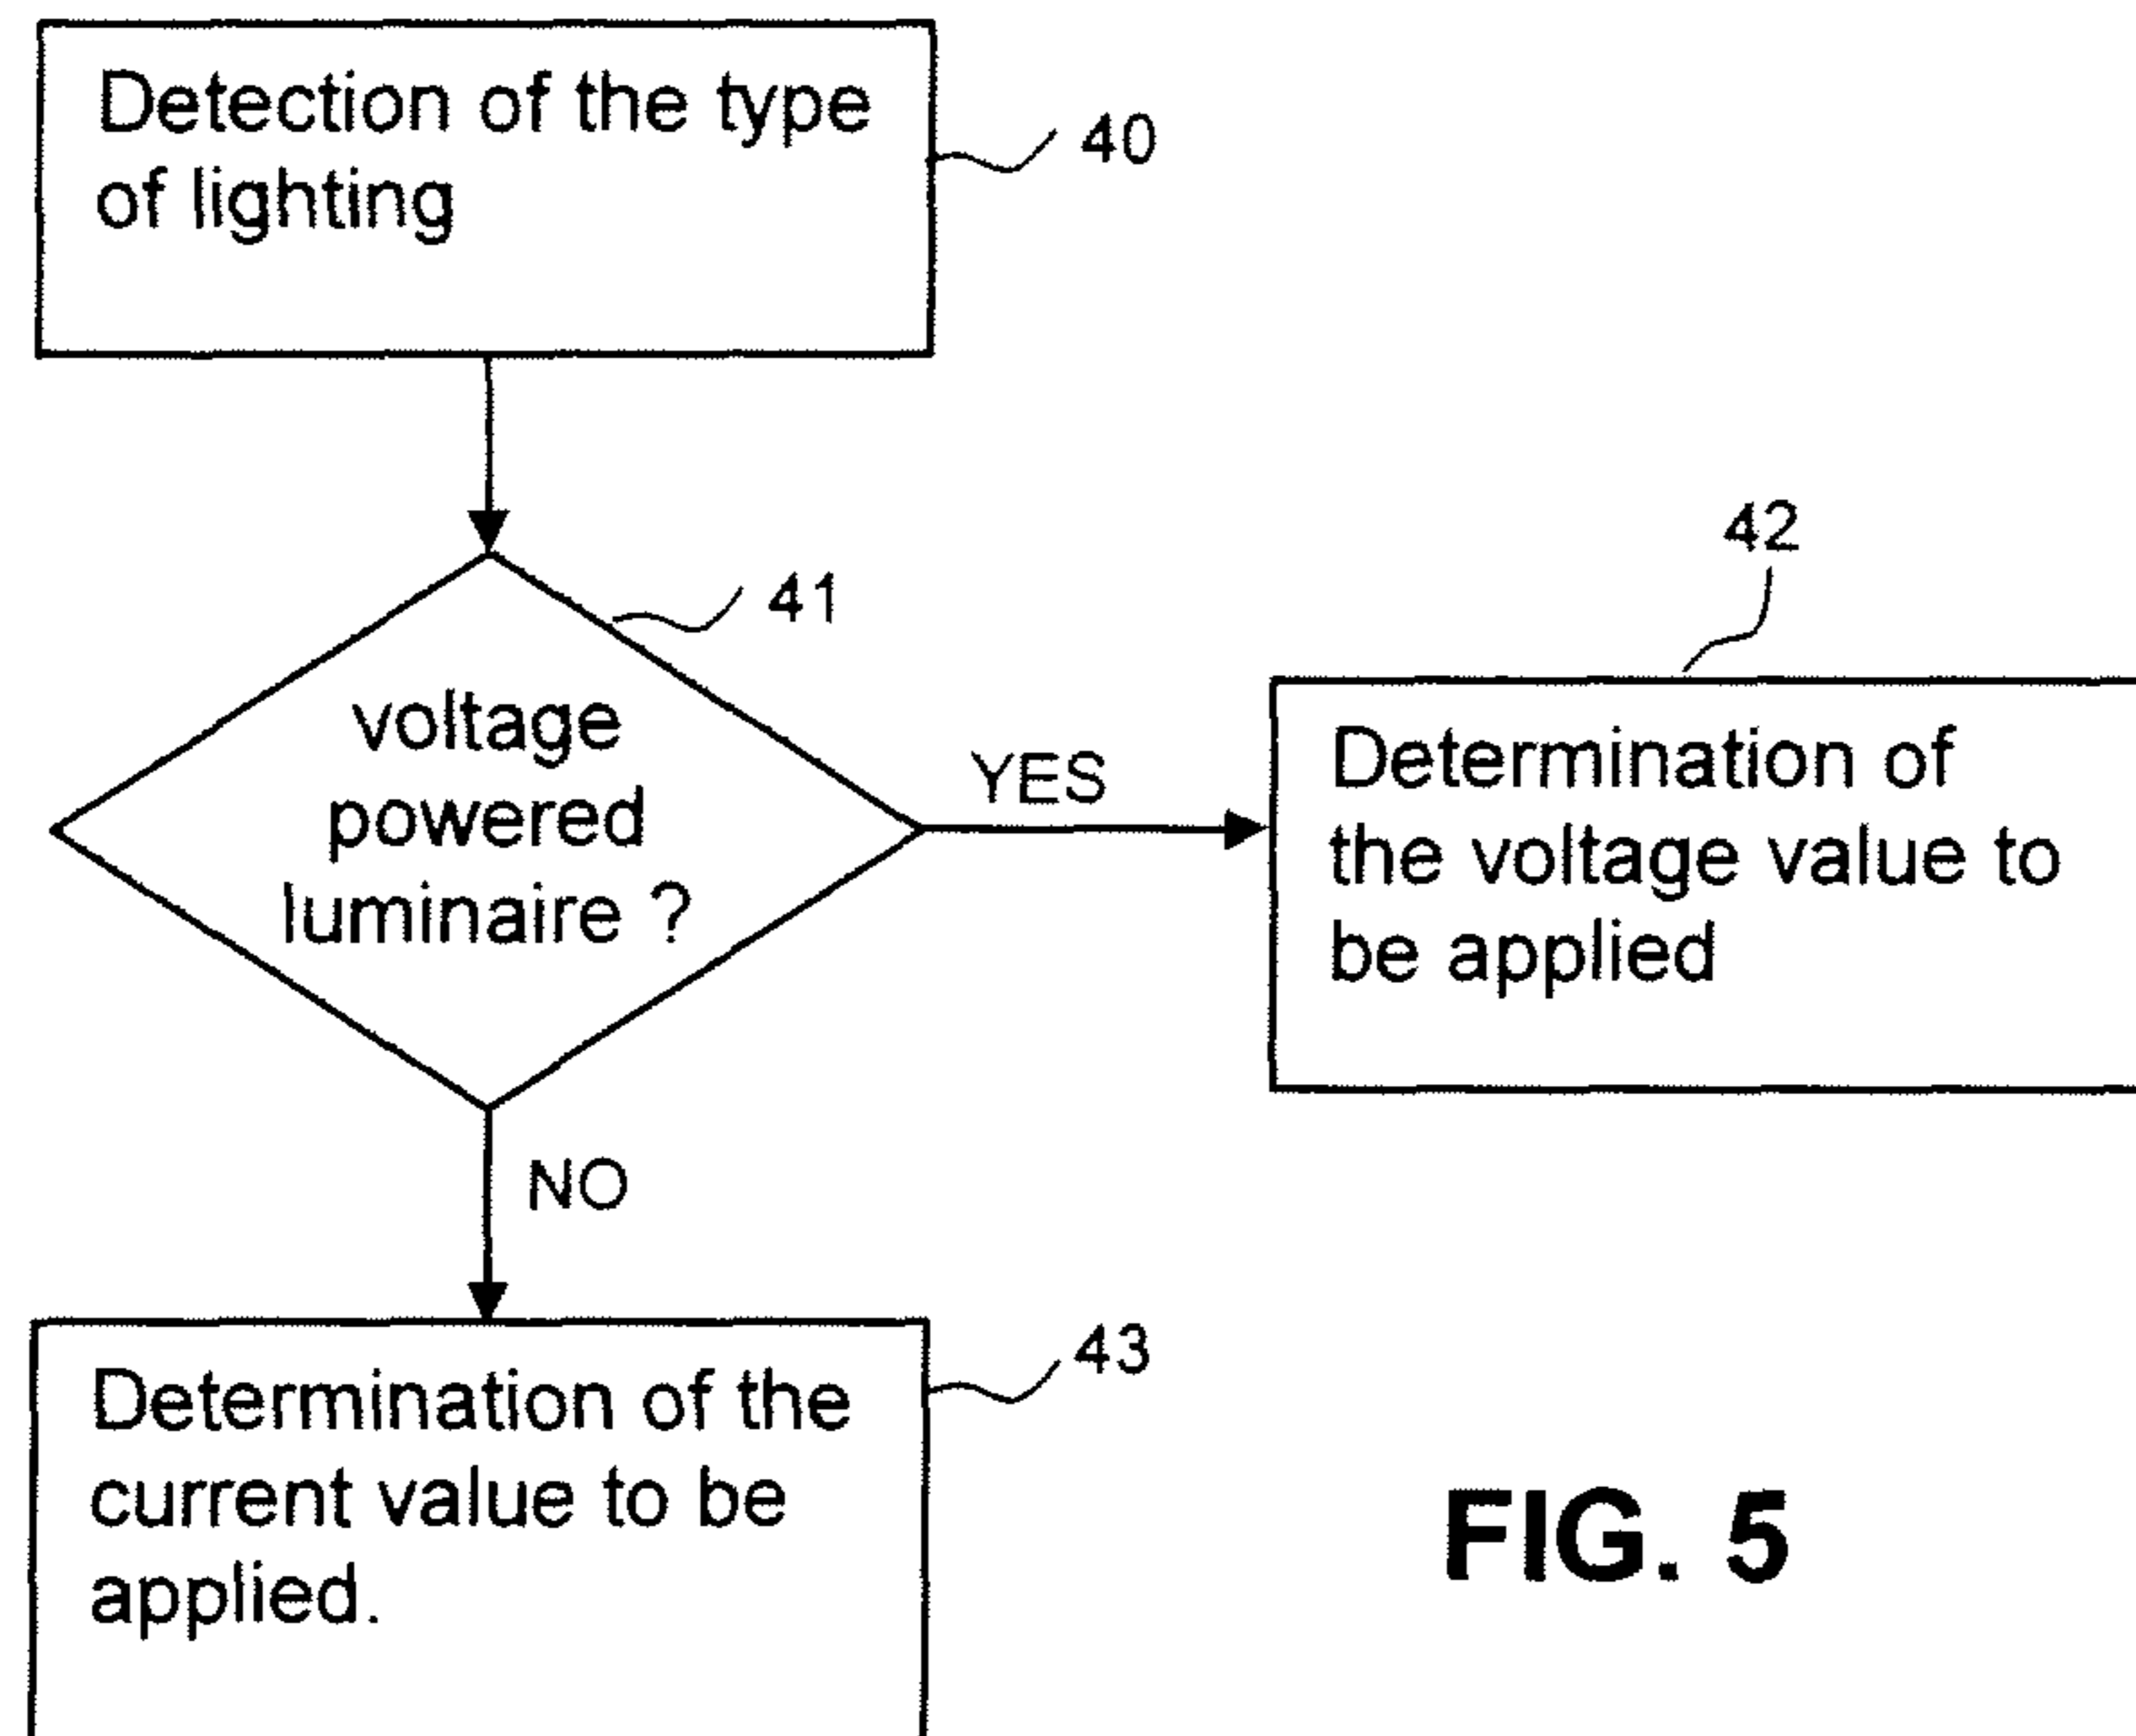 Detection of the type
of lighting
40
41
voltage
powered
luminaire ?
YES
42
Determination of
the voltage value to
be applied
NO
43
Determination of the
current value to be
applied.
FIG. 5